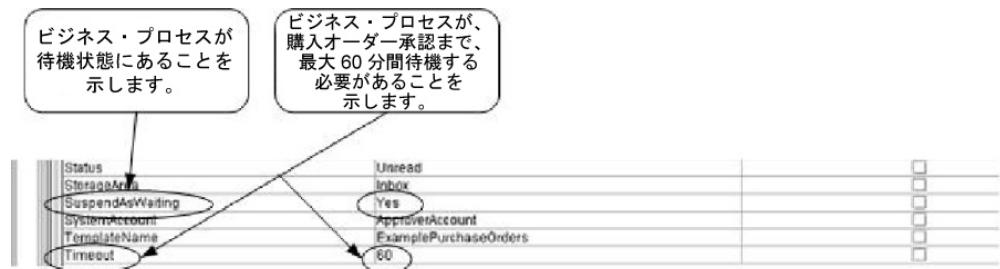 ビジネス・プロセスが
待機状態にあることを
示します。
ビジネス・プロセスが、
購入オーダー承認まで、
最大 60 分間待機する
必要があることを
示します。
Status Unread
StorageArea Inbox
SuspendAsWaiting Yes
SystemAccount ApproverAccount
TemplateName ExamplePurchaseOrders
Timeout 60